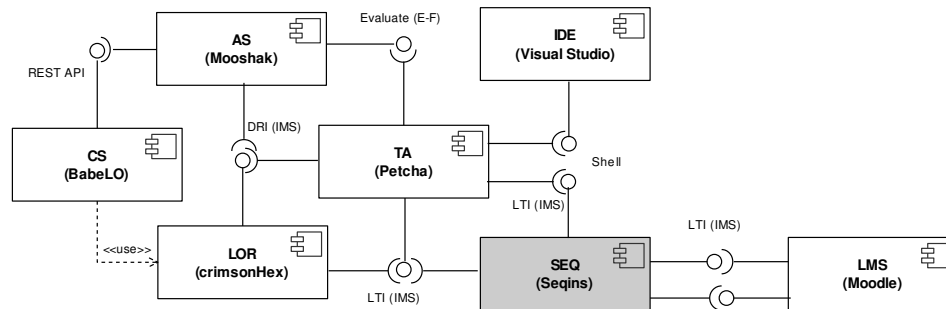 AS
(Mooshak)
Evaluate (E-F)
IDE
(Visual Studio)
REST API
DRI (IMS)
CS
(BabeLO)
TA
(Petcha)
Shell
LTI (IMS)
<<use>>
LOR
(crimsonHex)
LTI (IMS)
SEQ
(Seqins)
LTI (IMS)
LMS
(Moodle)